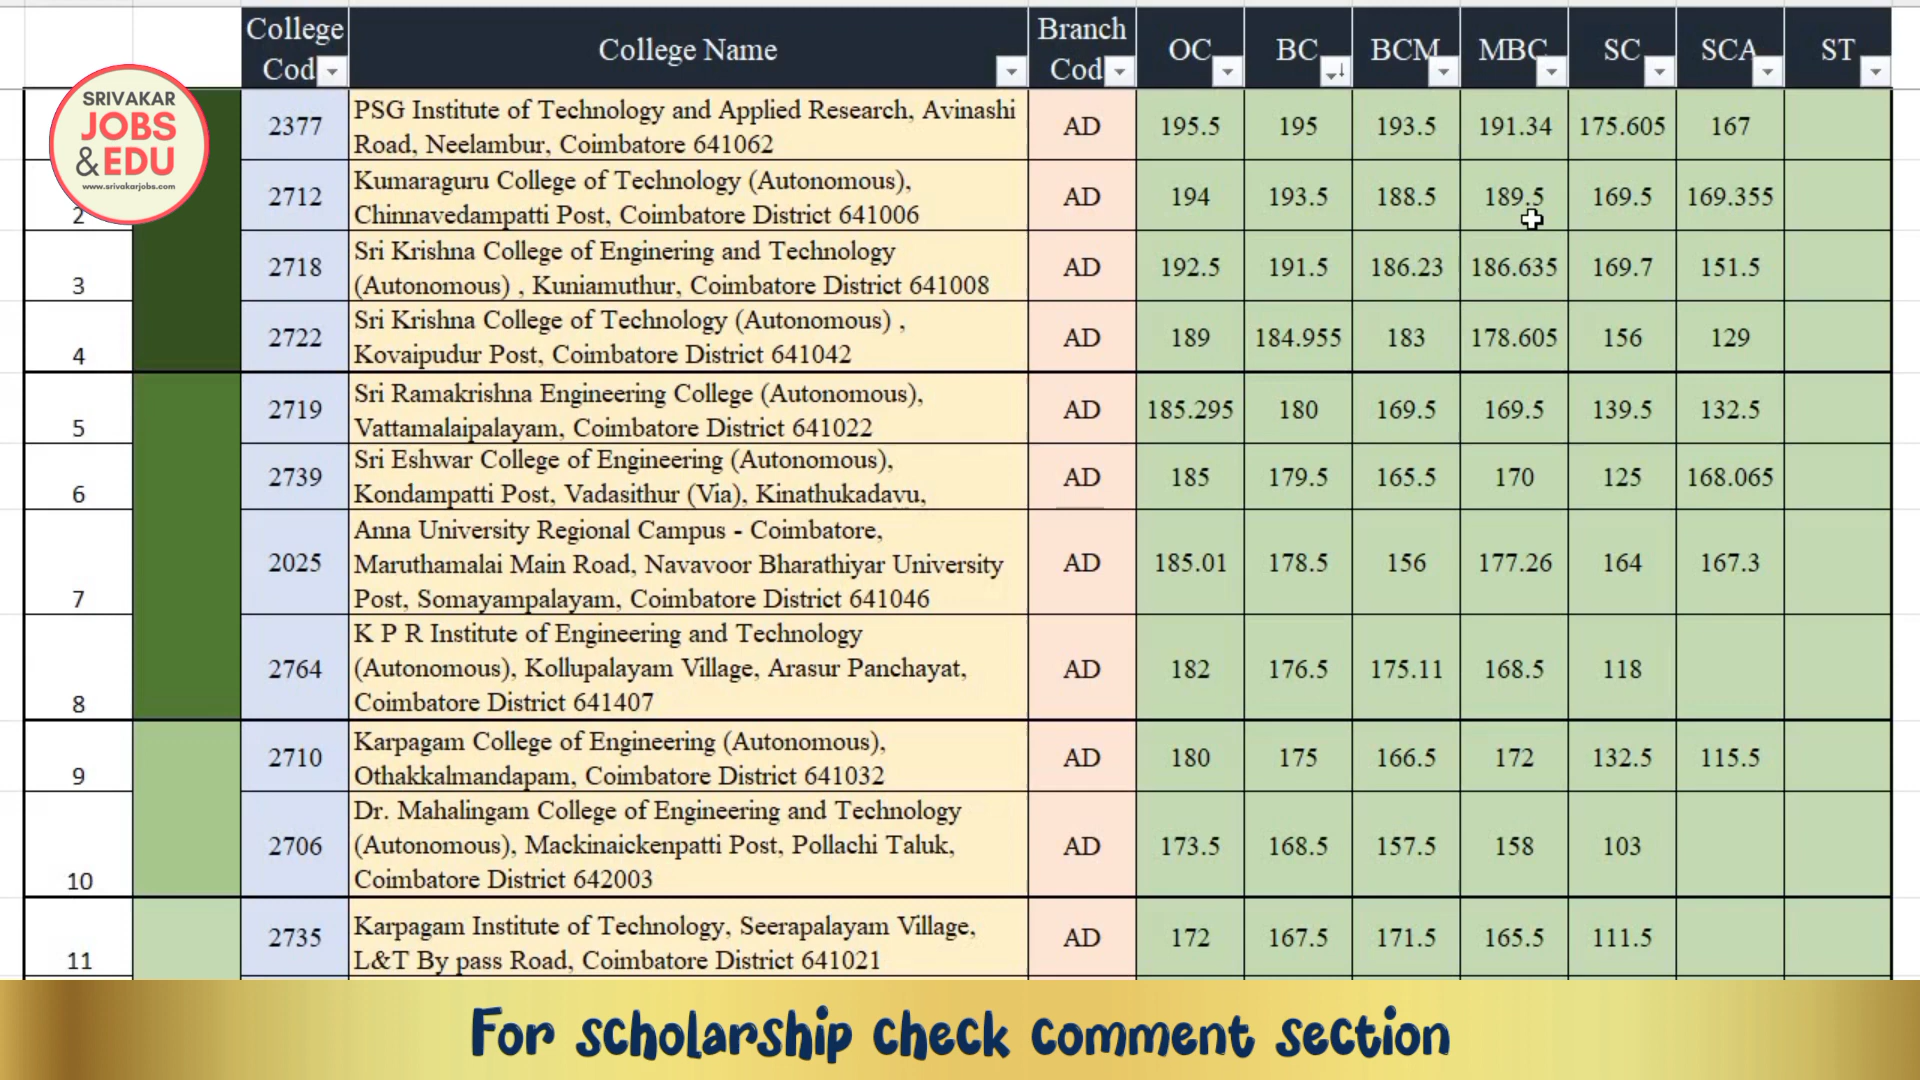 College Cod College Name Branch Cod OC BC BCM MBC SC SCA ST
SRIVAKAR
JOBS
&EDU
www.srivakarjobs.com
2377 PSG Institute of Technology and Applied Research, Avinashi AD 195.5 195 193.5 191.34 175.605 167
Road, Neelambur, Coimbatore 641062
2 2712 Kumaraguru College of Technology (Autonomous), AD 194 193.5 188.5 189.5 169.5 169.355
Chinnavedampatti Post, Coimbatore District 641006
3 2718 Sri Krishna College of Enginering and Technology AD 192.5 191.5 186.23 186.635 169.7 151.5
(Autonomous) , Kuniamuthur, Coimbatore District 641008
4 2722 Sri Krishna College of Technology (Autonomous) , AD 189 184.955 183 178.605 156 129
Kovaipudur Post, Coimbatore District 641042
5 2719 Sri Ramakrishna Engineering College (Autonomous), AD 185.295 180 169.5 169.5 139.5 132.5
Vattamalaipalayam, Coimbatore District 641022
6 2739 Sri Eshwar College of Engineering (Autonomous), AD 185 179.5 165.5 170 125 168.065
Kondampatti Post, Vadasithur (Via), Kinathukadavu,
7 2025 Anna University Regional Campus - Coimbatore, AD 185.01 178.5 156 177.26 164 167.3
Maruthamalai Main Road, Navavoor Bharathiyar University
Post, Somayampalayam, Coimbatore District 641046
8 2764 K P R Institute of Engineering and Technology AD 182 176.5 175.11 168.5 118
(Autonomous), Kollupalayam Village, Arasur Panchayat,
Coimbatore District 641407
9 2710 Karpagam College of Engineering (Autonomous), AD 180 175 166.5 172 132.5 115.5
Othakkalmandapam, Coimbatore District 641032
10 2706 Dr. Mahalingam College of Engineering and Technology AD 173.5 168.5 157.5 158 103
(Autonomous), Mackinaickenpatti Post, Pollachi Taluk,
Coimbatore District 642003
11 2735 Karpagam Institute of Technology, Seerapalayam Village, AD 172 167.5 171.5 165.5 111.5
L&T By pass Road, Coimbatore District 641021
For scholarship check comment section